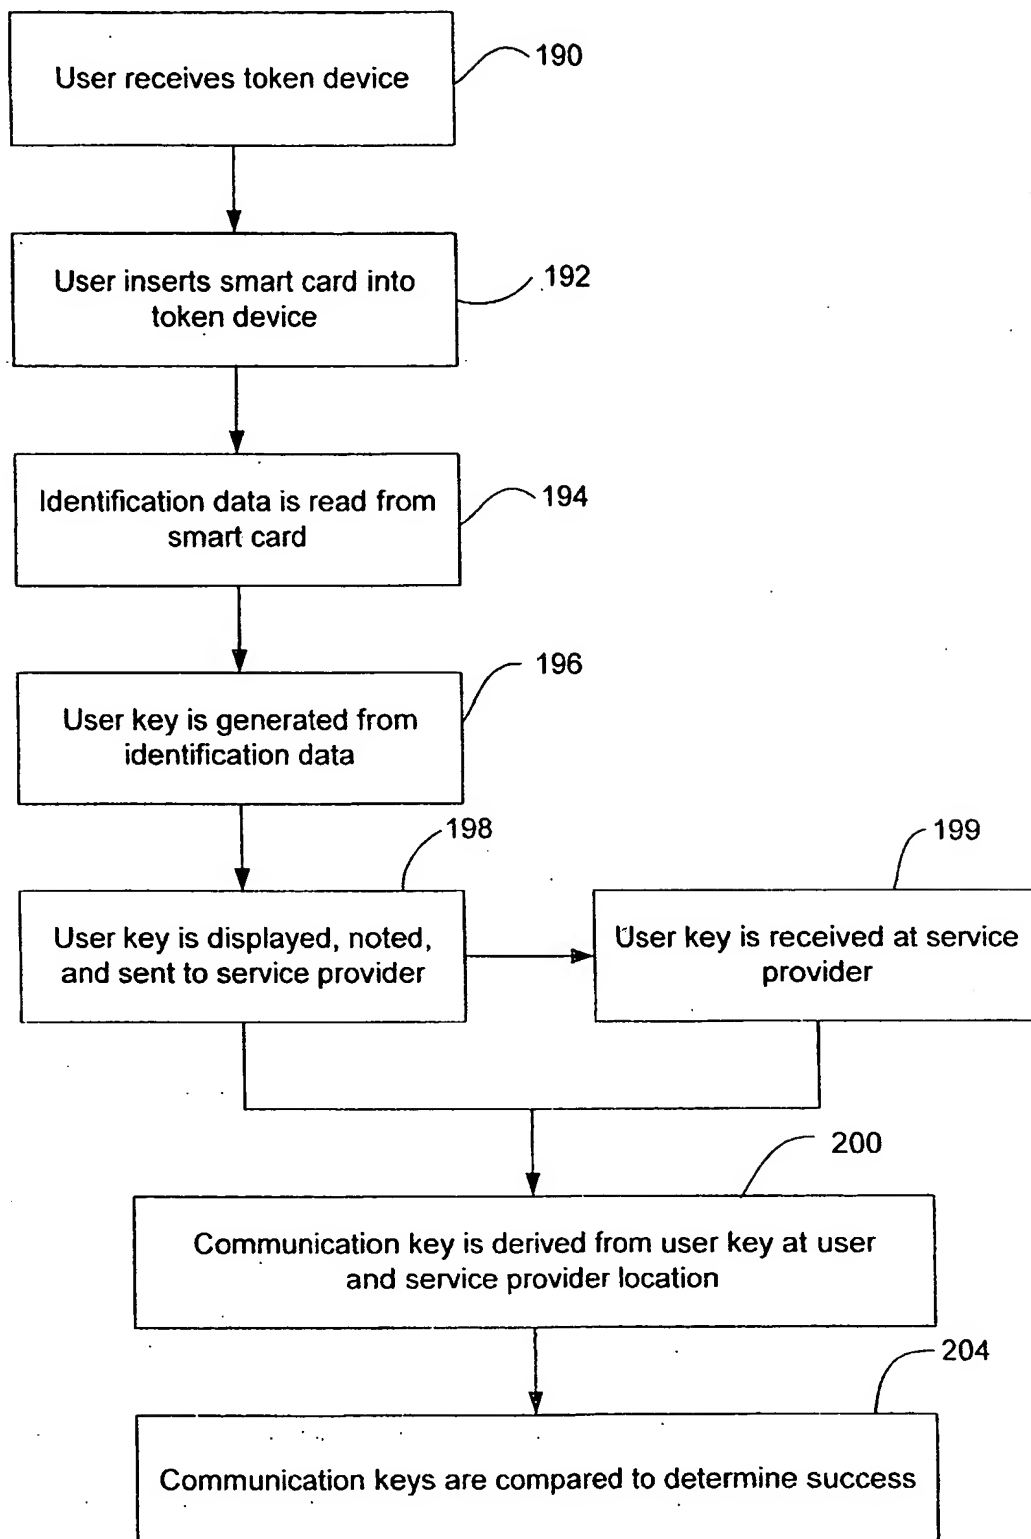 User receives token device
190
User inserts smart card into
token device
192
Identification data is read from
smart card
194
User key is generated from
identification data
196
198
199
User key is displayed, noted,
and sent to service provider
User key is received at service
provider
200
Communication key is derived from user key at user
and service provider location
204
Communication keys are compared to determine success